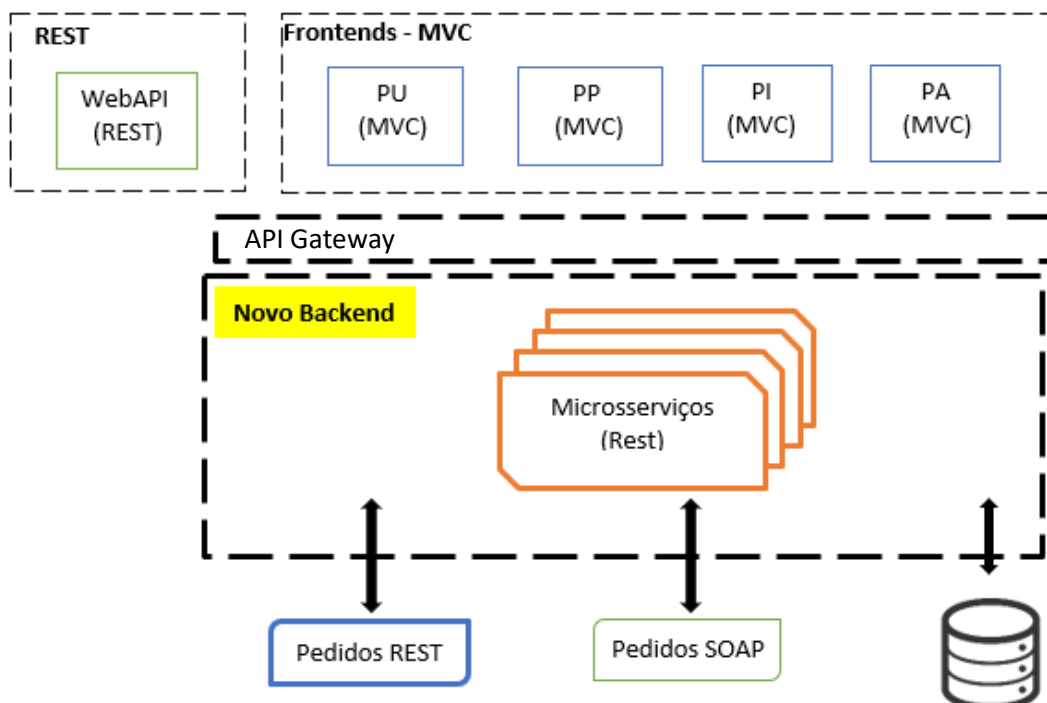 REST
Frontends - MVC
WebAPI
(REST)
PU
(MVC)
PP
(MVC)
PI
(MVC)
PA
(MVC)
API Gateway
Novo Backend
Microsserviços
(Rest)
Pedidos REST
Pedidos SOAP